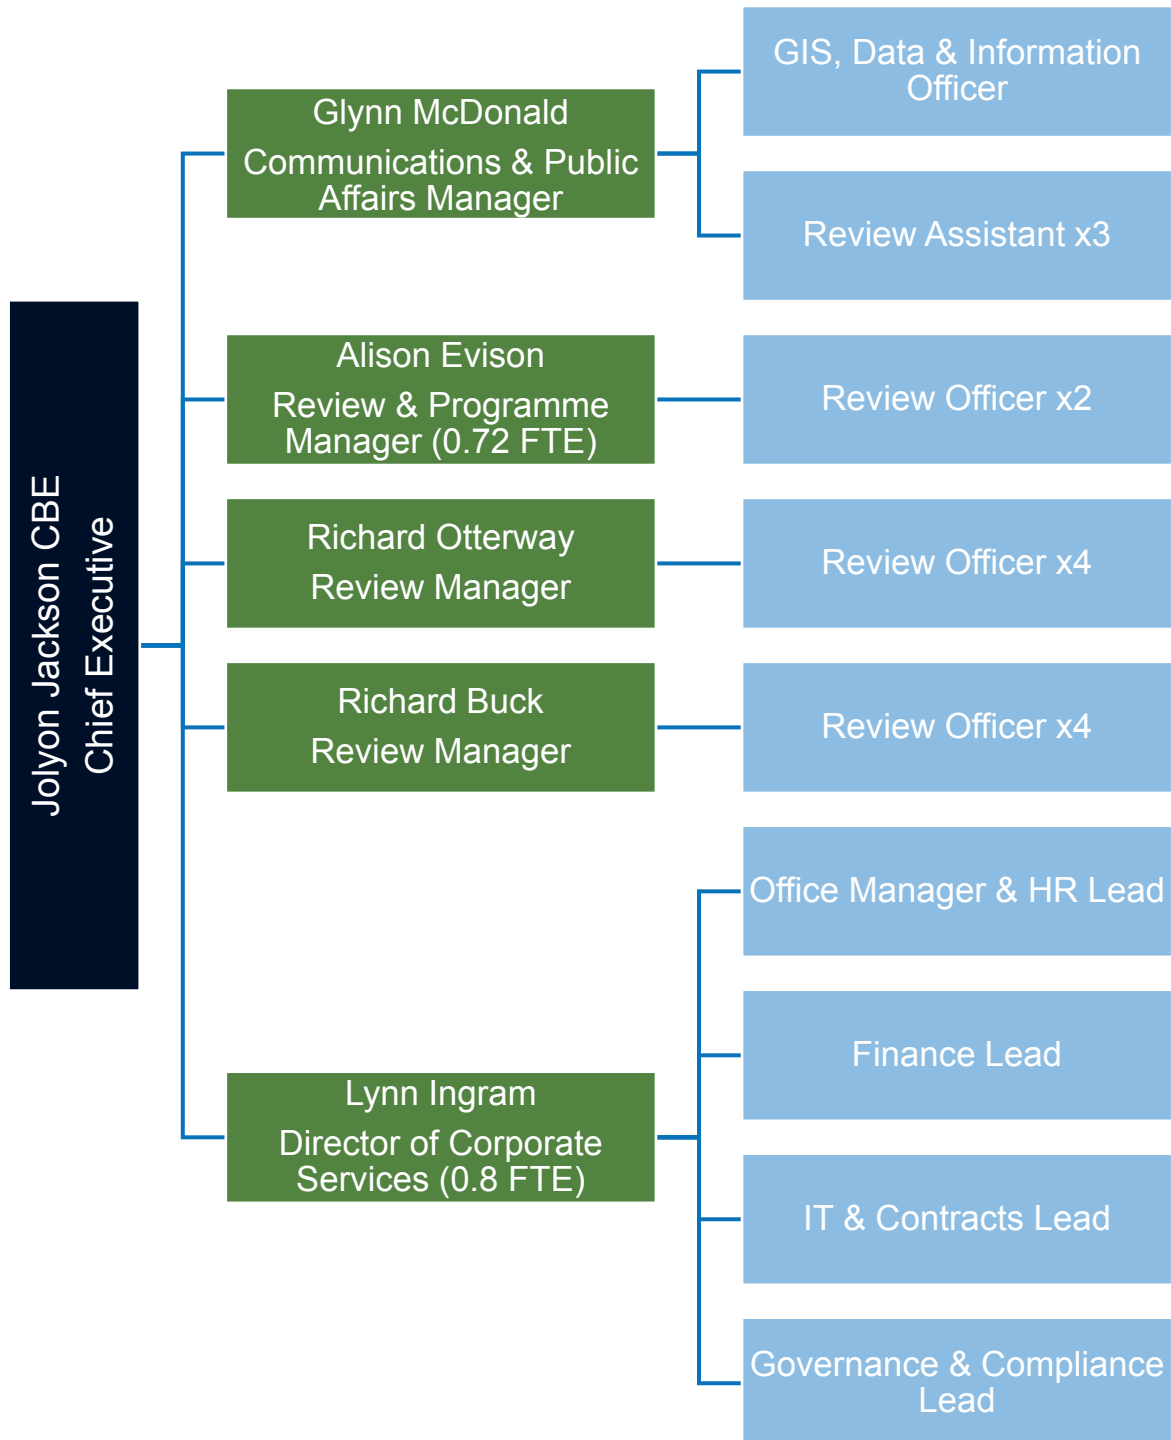 Jolyon Jackson CBE
Chief Executive
Glynn McDonald
Communications & Public
Affairs Manager
GIS, Data & Information
Officer
Review Assistant x3
Alison Evison
Review & Programme
Manager (0.72 FTE)
Review Officer x2
Richard Otterway
Review Manager
Review Officer x4
Richard Buck
Review Manager
Review Officer x4
Lynn Ingram
Director of Corporate
Services (0.8 FTE)
Office Manager & HR Lead
Finance Lead
IT & Contracts Lead
Governance & Compliance
Lead